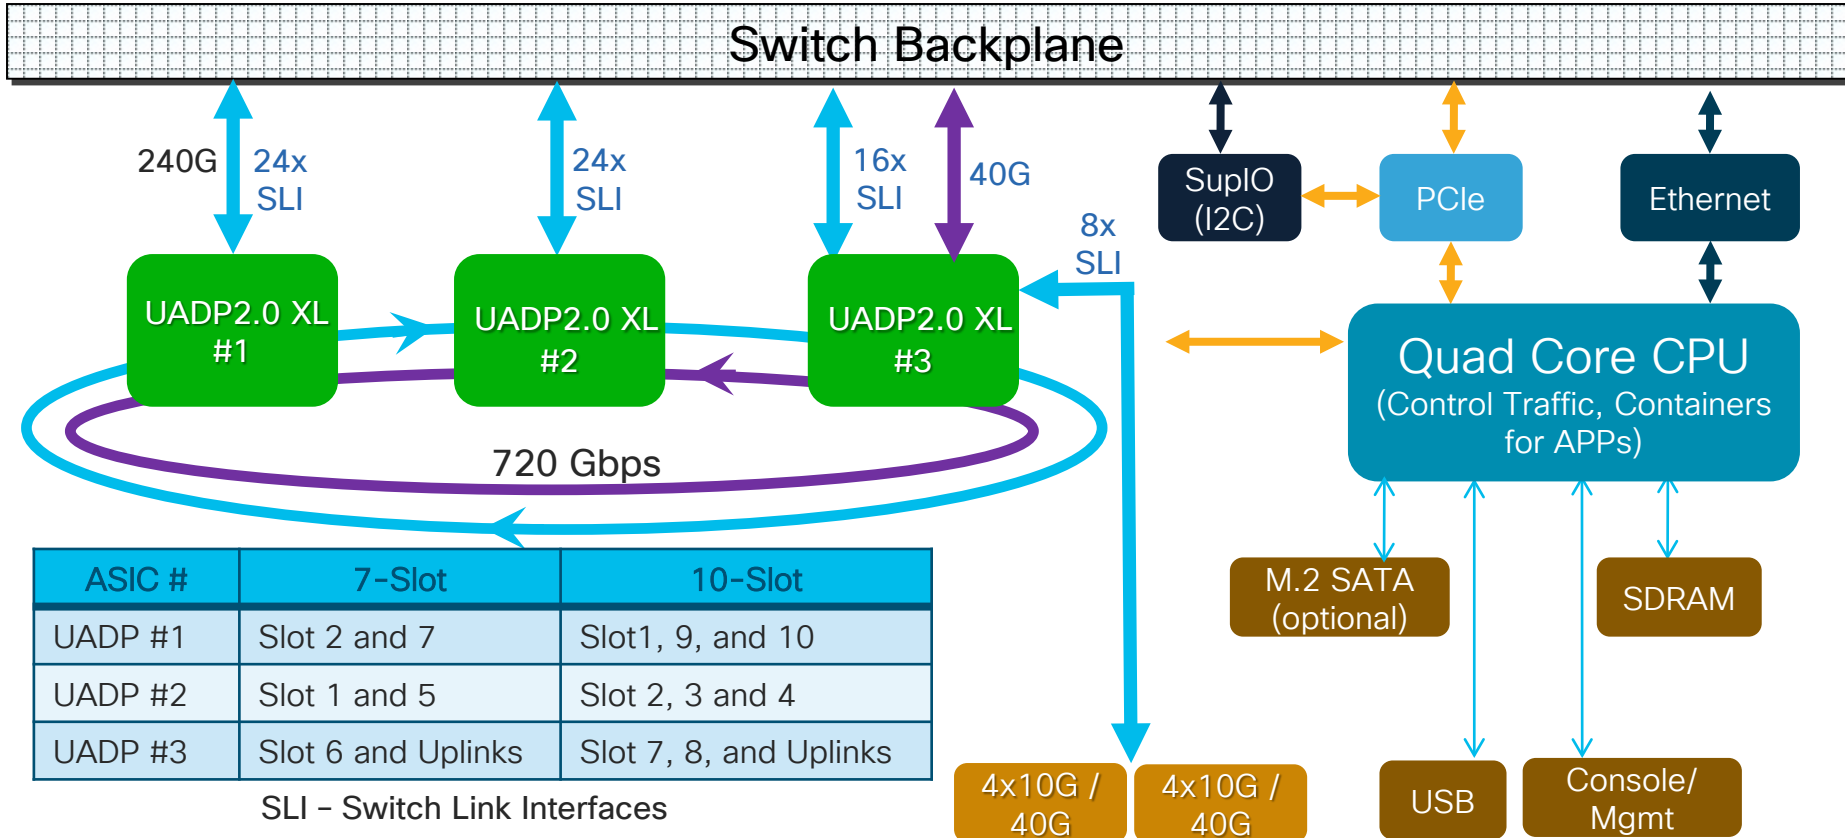 Switch Backplane
240G
24x
SLI
24x
SLI
16x
SLI
40G
8x
SLI
SupIO
(I2C)
PCIe
Ethernet
UADP2.0 XL
#1
UADP2.0 XL
#2
UADP2.0 XL
#3
Quad Core CPU
(Control Traffic, Containers
for APPs)
720 Gbps
ASIC # 7-Slot 10-Slot
UADP #1 Slot 2 and 7 Slot1, 9, and 10
UADP #2 Slot 1 and 5 Slot 2, 3 and 4
UADP #3 Slot 6 and Uplinks Slot 7, 8, and Uplinks
SLI – Switch Link Interfaces
M.2 SATA
(optional)
SDRAM
4x10G /
40G
4x10G /
40G
USB
Console/
Mgmt